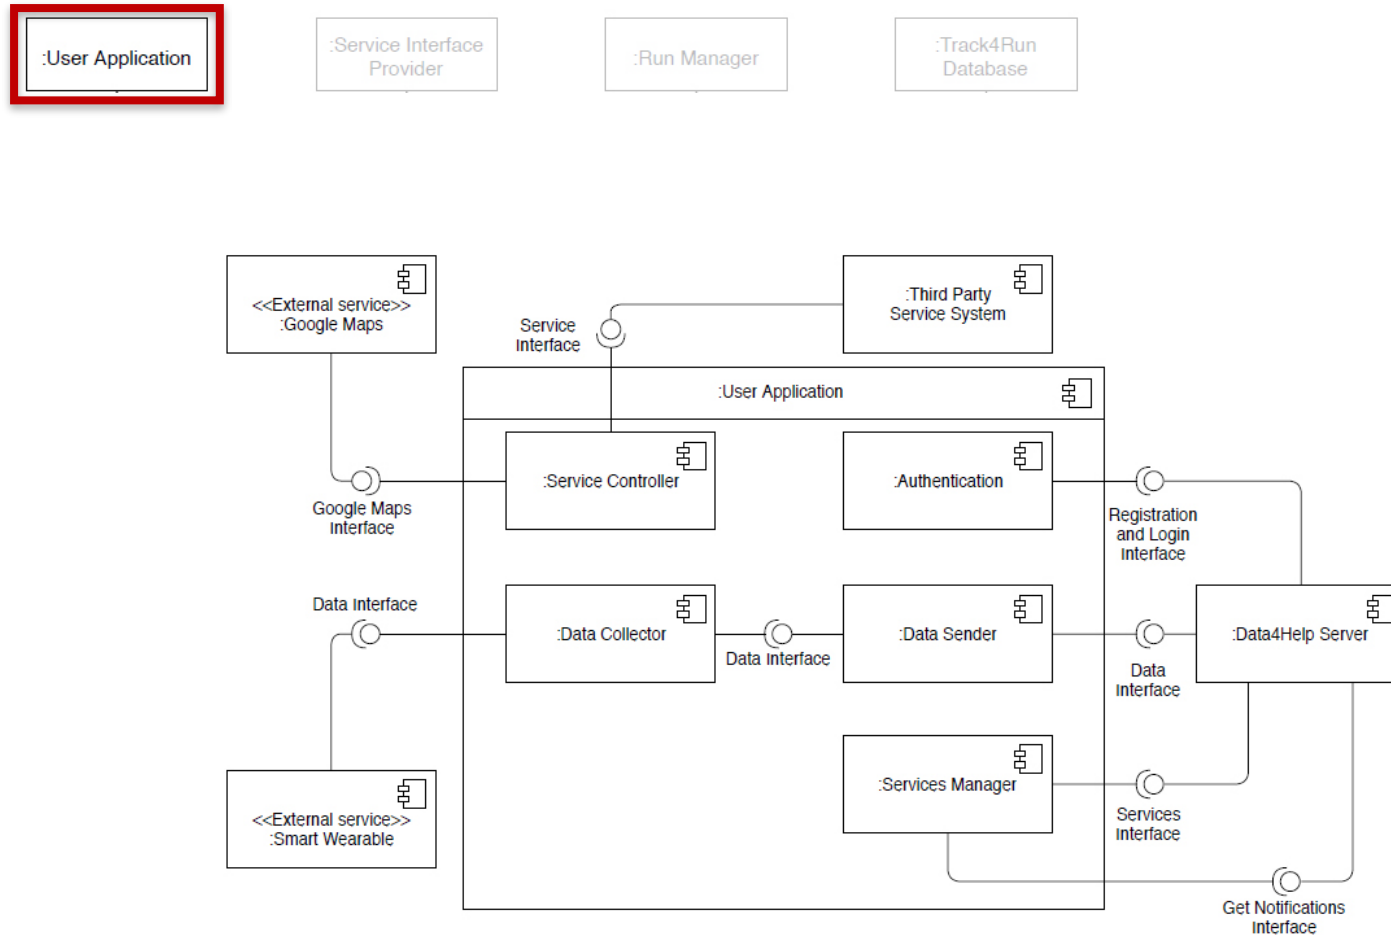 :User Application
:Service Interface
Provider
:Run Manager
:Track4Run
Database
<<External service>>
:Google Maps
:Third Party
Service System
Service
Interface
:User Application
:Service Controller
:Authentication
Google Maps
Interface
Registration
and Login
Interface
Data Interface
:Data Collector
Data Interface
:Data Sender
Data
Interface
:Data4Help Server
<<External service>>
:Smart Wearable
:Services Manager
Services
Interface
Get Notifications
Interface